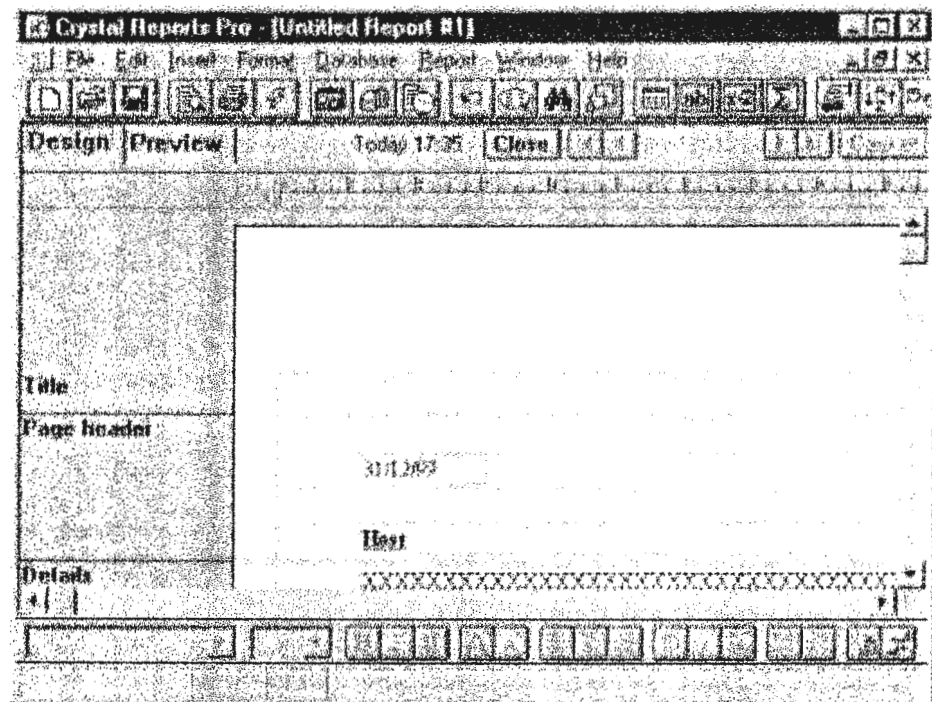 Crystal Reports Pro - [Untitled Report #1]
File Edit Insert Format Database Report Window Help
Design Preview Today 17:25 Close
Title
Page header
Host
Details
XXXXXXXXXXXXXXXXXXXXXXXXXXXX